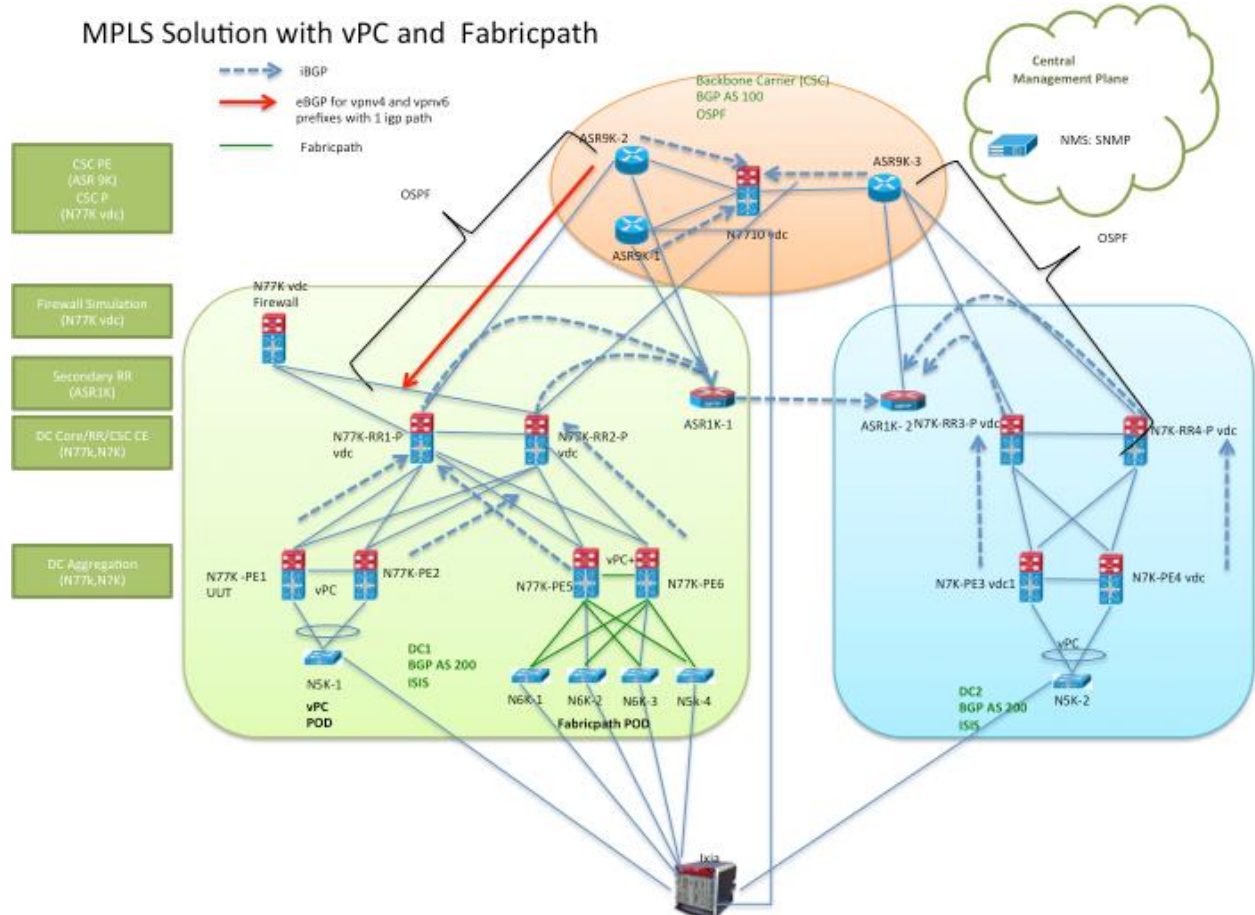 MPLS Solution with vPC and Fabricpath
iBGP
eBGP for vpnv4 and vpnv6
prefixes with 1 igp path
Fabricpath
Backbone Carrier (CSC)
BGP AS 100
OSPF
Central
Management Plane
NMS: SNMP
ASR9K-2
ASR9K-3
N7710 vdc
ASR9K-1
OSPF
OSPF
CSC PE
(ASR 9K)
CSC P
(N77K vdc)
Firewall Simulation
(N77K vdc)
Secondary RR
(ASR1K)
DC Core/RR/CSC CE
(N77k,N7K)
DC Aggregation
(N77k,N7K)
N77K vdc
Firewall
N77K-RR1-P
vdc
N77K-RR2-P
vdc
ASR1K-1
ASR1K- 2
N7K-RR3-P vdc
N7K-RR4-P vdc
N77K -PE1
UUT
vPC
N77K-PE2
N77K-PE5
vPC+
N77K-PE6
N7K-PE3 vdc1
N7K-PE4 vdc
vPC
N5K-1
vPC
POD
DC1
BGP AS 200
ISIS
N6K-1
N6K-2
N6K-3
N5k-4
Fabricpath POD
DC2
BGP AS 200
ISIS
N5K-2
Ixia